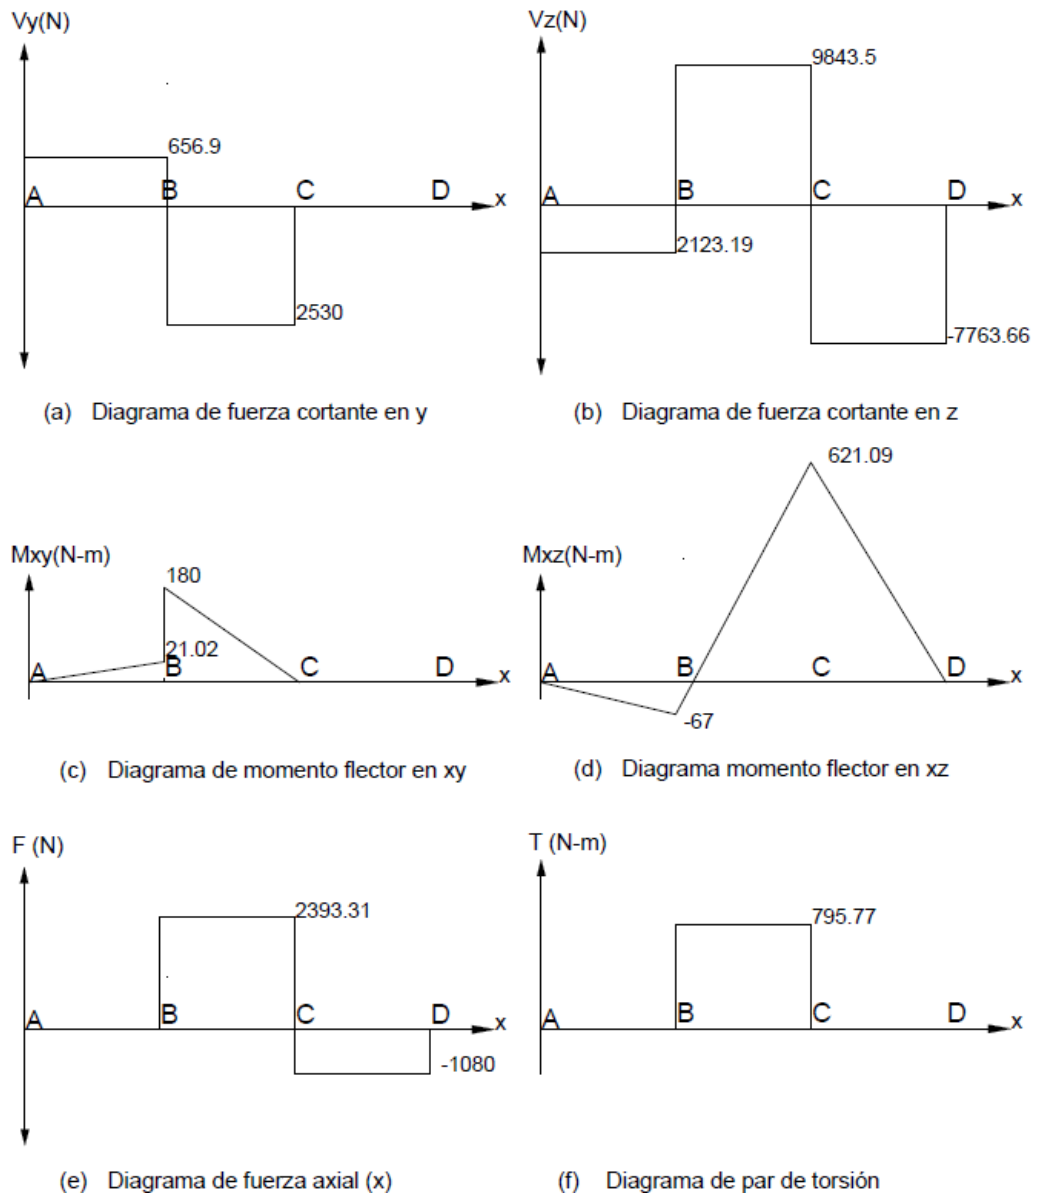 Vy(N)
656.9
A
B
C
D
x
2530
(a) Diagrama de fuerza cortante en y
Vz(N)
9843.5
A
B
C
D
x
2123.19
-7763.66
(b) Diagrama de fuerza cortante en z
Mxy(N-m)
180
21.02
A
B
C
D
x
(c) Diagrama de momento flector en xy
621.09
Mxz(N-m)
A
B
C
D
x
-67
(d) Diagrama momento flector en xz
F (N)
2393.31
A
B
C
D
x
-1080
(e) Diagrama de fuerza axial (x)
T (N-m)
795.77
A
B
C
D
x
(f) Diagrama de par de torsión